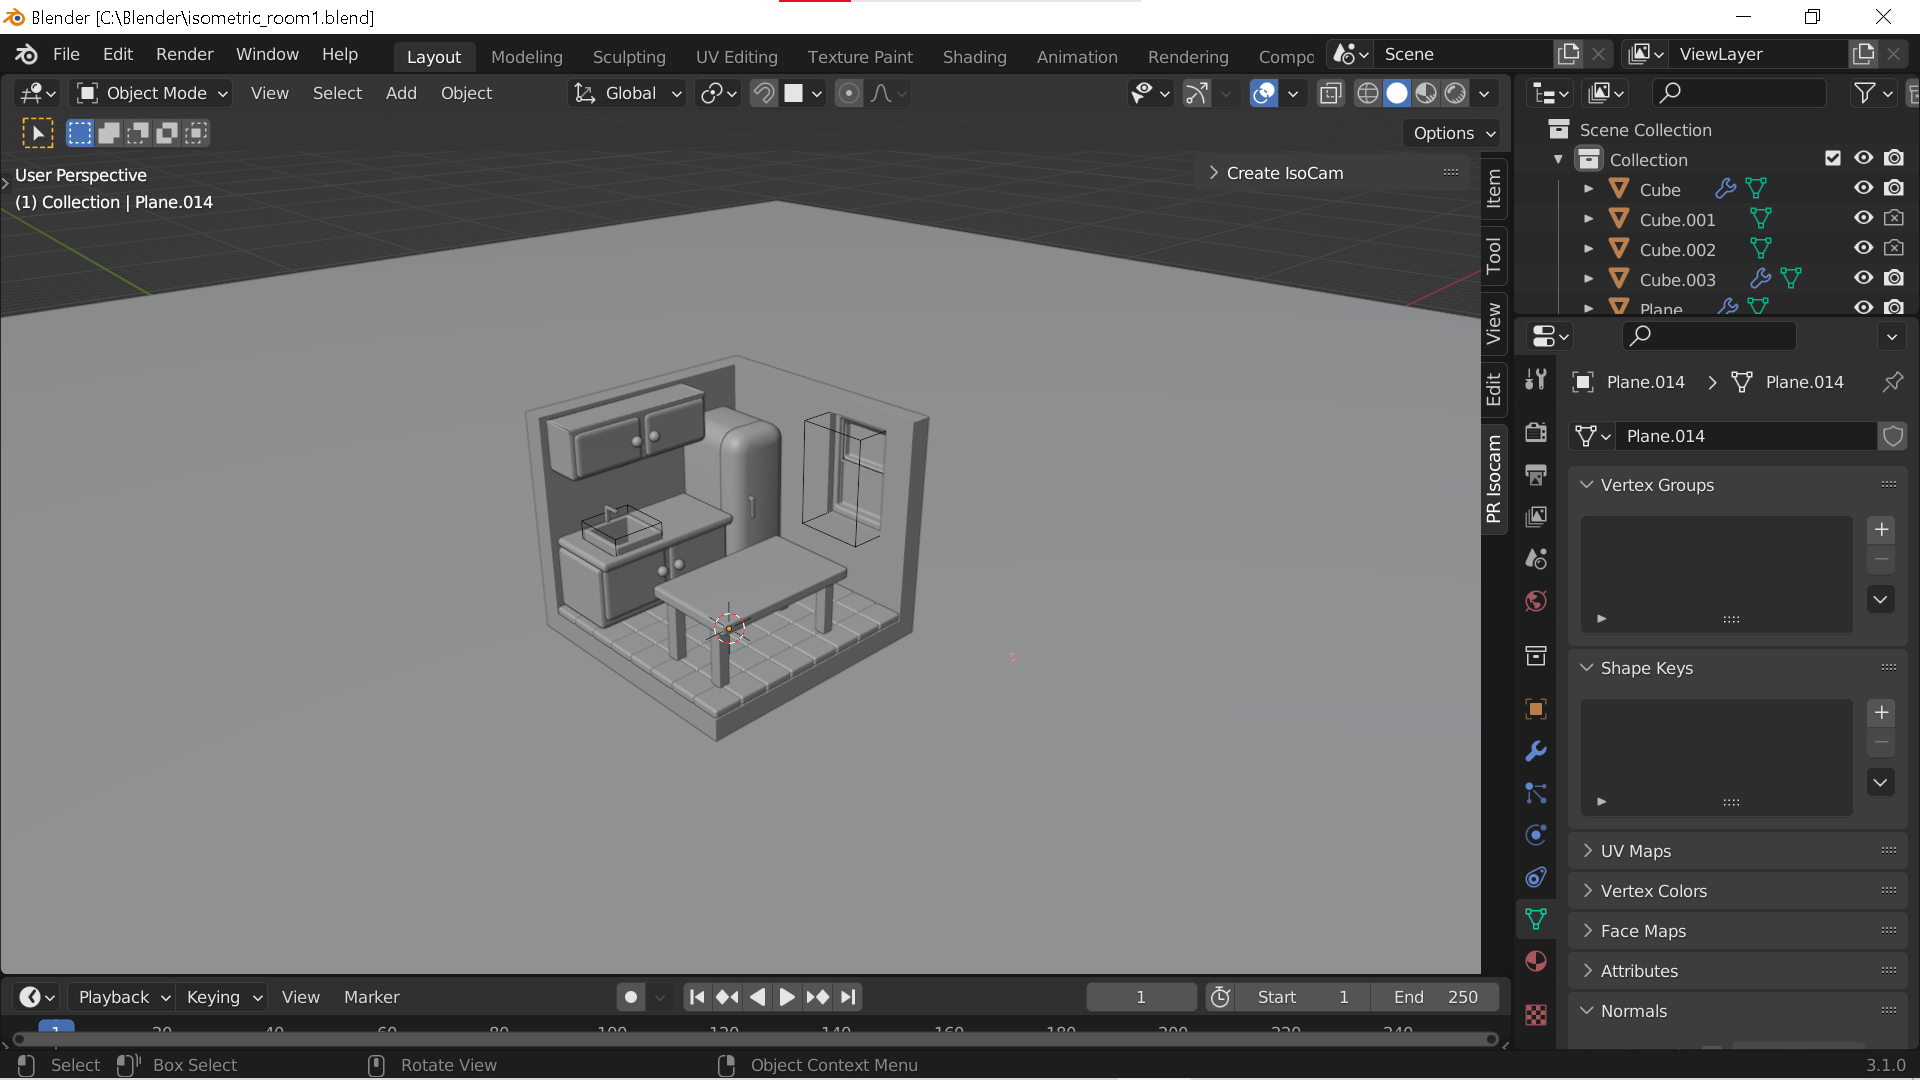 Blender [C:\Blender\isometric_room1.blend]
File Edit Render Window Help Layout Modeling Sculpting UV Editing Texture Paint Shading Animation Rendering Compo Scene ViewLayer
Object Mode View Select Add Object Global
Options
User Perspective
(1) Collection | Plane.014
Create IsoCam
Item
Tool
View
Edit
PR Isocam
Scene Collection
Collection
Cube
Cube.001
Cube.002
Cube.003
Plane
Plane.014 Plane.014
Plane.014
Vertex Groups
Shape Keys
UV Maps
Vertex Colors
Face Maps
Attributes
Normals
Playback Keying View Marker 1 Start 1 End 250
1 20 40 60 80 100 120 140 160 180 200 220 240
Select Box Select Rotate View Object Context Menu 3.1.0